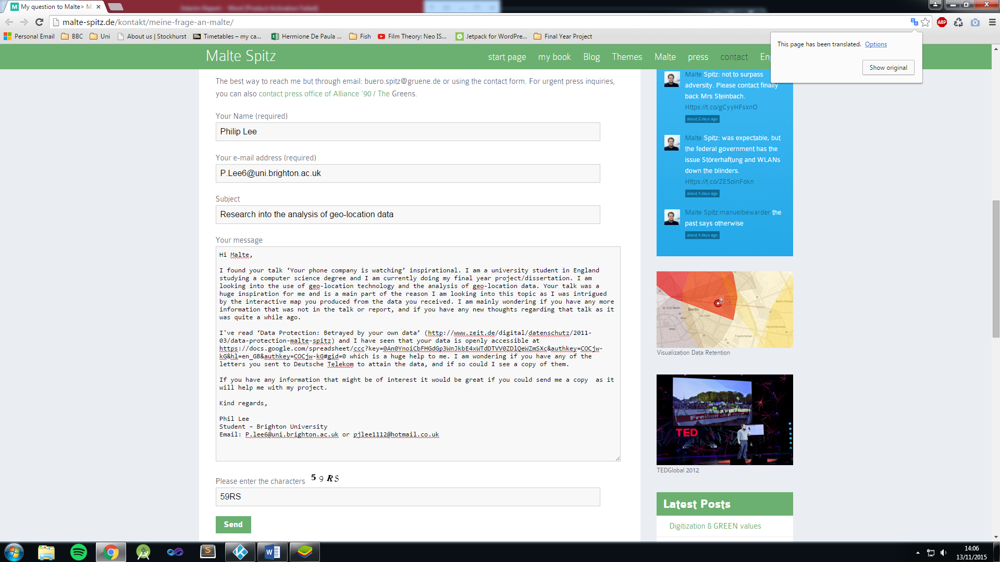 My question to Malte> M
malte-spitz.de/kontakt/meine-frage-an-malte/
Personal Email
BBC
Uni
About us | Stockhurst
Timetables – my ca...
Hermione De Paula ...
Fish
Film Theory: Neo IS...
Jetpack for WordPre...
Final Year Project
This page has been translated. Options
Show original
Malte Spitz
start page
my book
Blog
Themes
Malte
press
contact
The best way to reach me but through email: buero.spitz@gruene.de or using the contact form. For urgent press inquiries,
you can also contact press office of Alliance '90 / The Greens.
Your Name (required)
Philip Lee
Your e-mail address (required)
P.Lee6@uni.brighton.ac.uk
Subject
Research into the analysis of geo-location data
Your message
Hi Malte,
I found your talk ‘Your phone company is watching’ inspirational. I am a university student in England
studying a computer science degree and I am currently doing my final year project/dissertation. I am
looking into the use of geo-location technology and the analysis of geo-location data. Your talk was a
huge inspiration for me and is a main part of the reason I am looking into this topic as I was intrigued
by the interactive map you produced from the data you received. I am mainly wondering if you have any more
information that was not in the talk or report, and if you have any new thoughts regarding that talk as it
was quite a while ago.
I've read ‘Data Protection: Betrayed by your own data’ (http://www.zeit.de/digital/datenschutz/2011-
03/data-protection-malte-spitz) and I have seen that your data is openly accessible at
https://docs.google.com/spreadsheet/ccc?key=0An0YnoiCbFHGdGp3WnJkbE4xWTdDTVV0ZDlQeWZmSXc&authkey=COCjw-
kG&hl=en_GB&authkey=COCjw-kG#gid=0 which is a huge help to me. I am wondering if you have any of the
letters you sent to Deutsche Telekom to attain the data, and if so could I see a copy of them.
If you have any information that might be of interest it would be great if you could send me a copy  as it
will help me with my project.
Kind regards,
Phil Lee
Student – Brighton University
Email: P.lee6@uni.brighton.ac.uk or pjlee1112@hotmail.co.uk
Please enter the characters 59RS
59RS
Send
Malte Spitz: not to surpass
adversity. Please contact finally
back Mrs Steinbach.
Https://t.co/gCyyHFsxnO
about 2 days ago
Malte Spitz: was expectable, but
the federal government has the
issue Störerhaftung and WLANs
down the blinders.
Https://t.co/ZE5oinFokn
about 4 days ago
Malte Spitz:manuelbewarder the
past says otherwise
about 4 days ago
Berlin
Mitte
Visualization Data Retention
Freiheit
TED
TEDGlobal 2012
Latest Posts
Digitization & GREEN values
14:06
13/11/2015